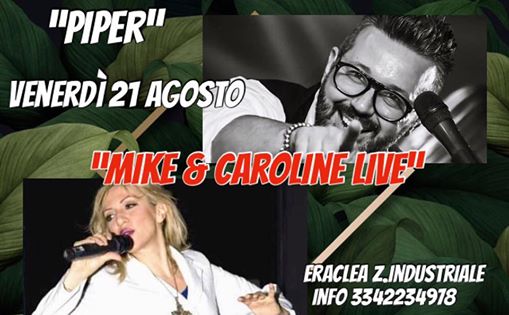 "PIPER"
VENERDÌ 21 AGOSTO
"MIKE & CAROLINE LIVE"
ERACLEA Z.INDUSTRIALE
INFO 3342234978